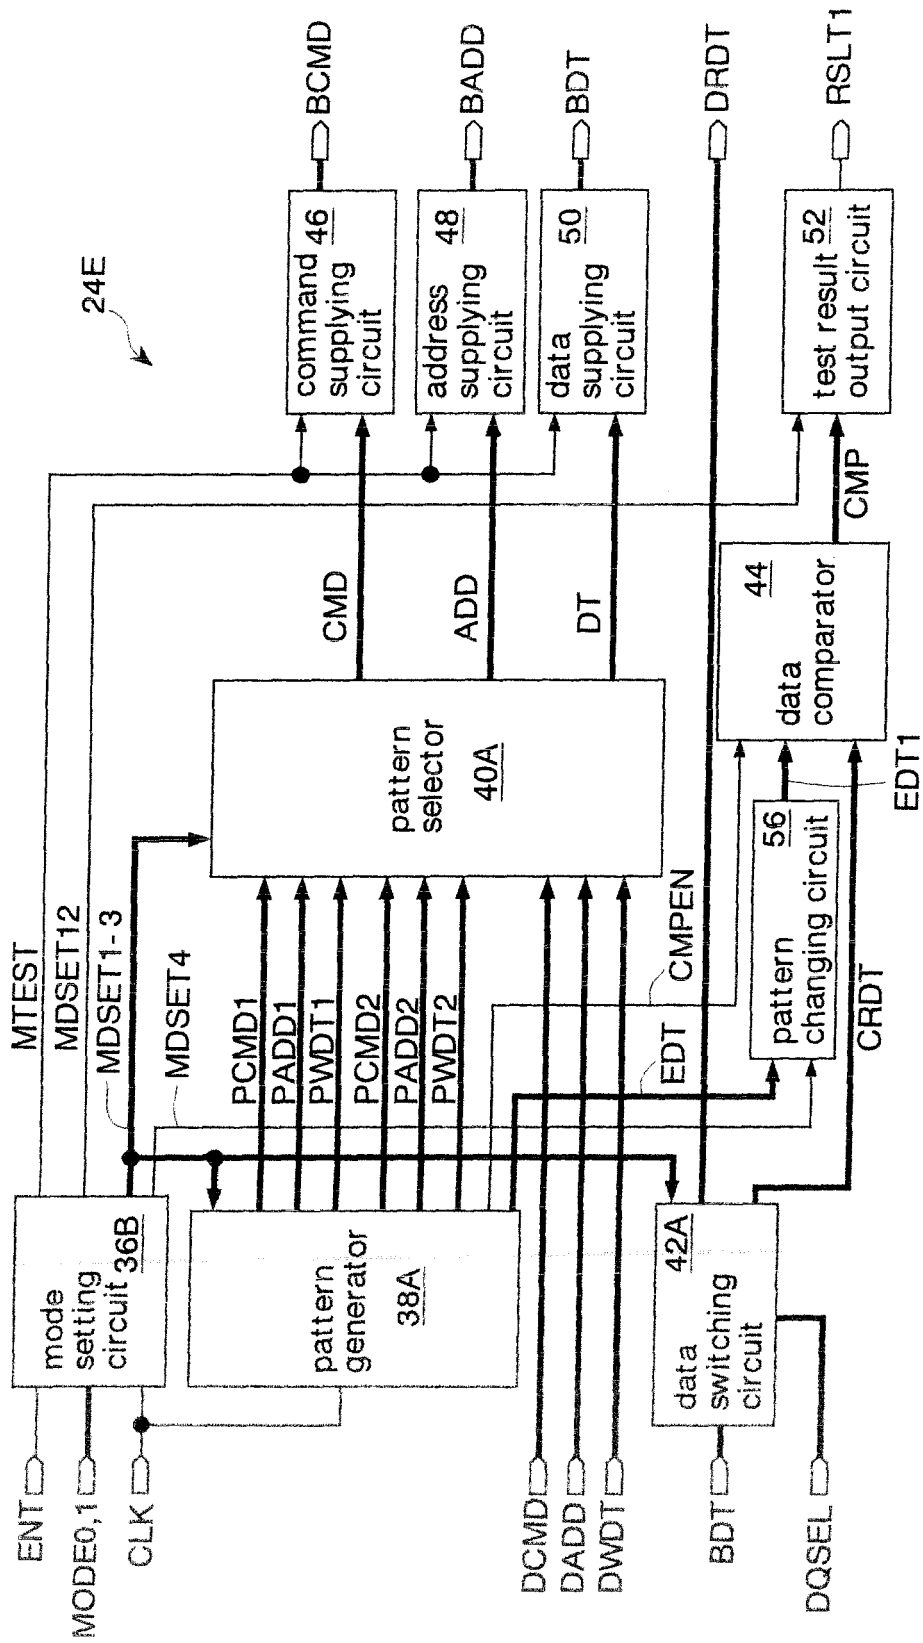 24E
ENT
MODE0,1
CLK
mode
setting
circuit 36B
MTEST
MDSET12
MDSET1-3
MDSET4
pattern
generator
38A
PCMD1
PADD1
PWDT1
PCMD2
PADD2
PWDT2
CMPEN
EDT
DCMD
DADD
DWDT
pattern
selector
40A
CMD
ADD
DT
command 46
supplying
circuit
BCMD
address 48
supplying
circuit
BADD
data 50
supplying
circuit
BDT
DRDT
BDT
DQSEL
data 42A
switching
circuit
CRDT
pattern 56
changing circuit
EDT1
data 44
comparator
CMP
test result 52
output circuit
RSLT1